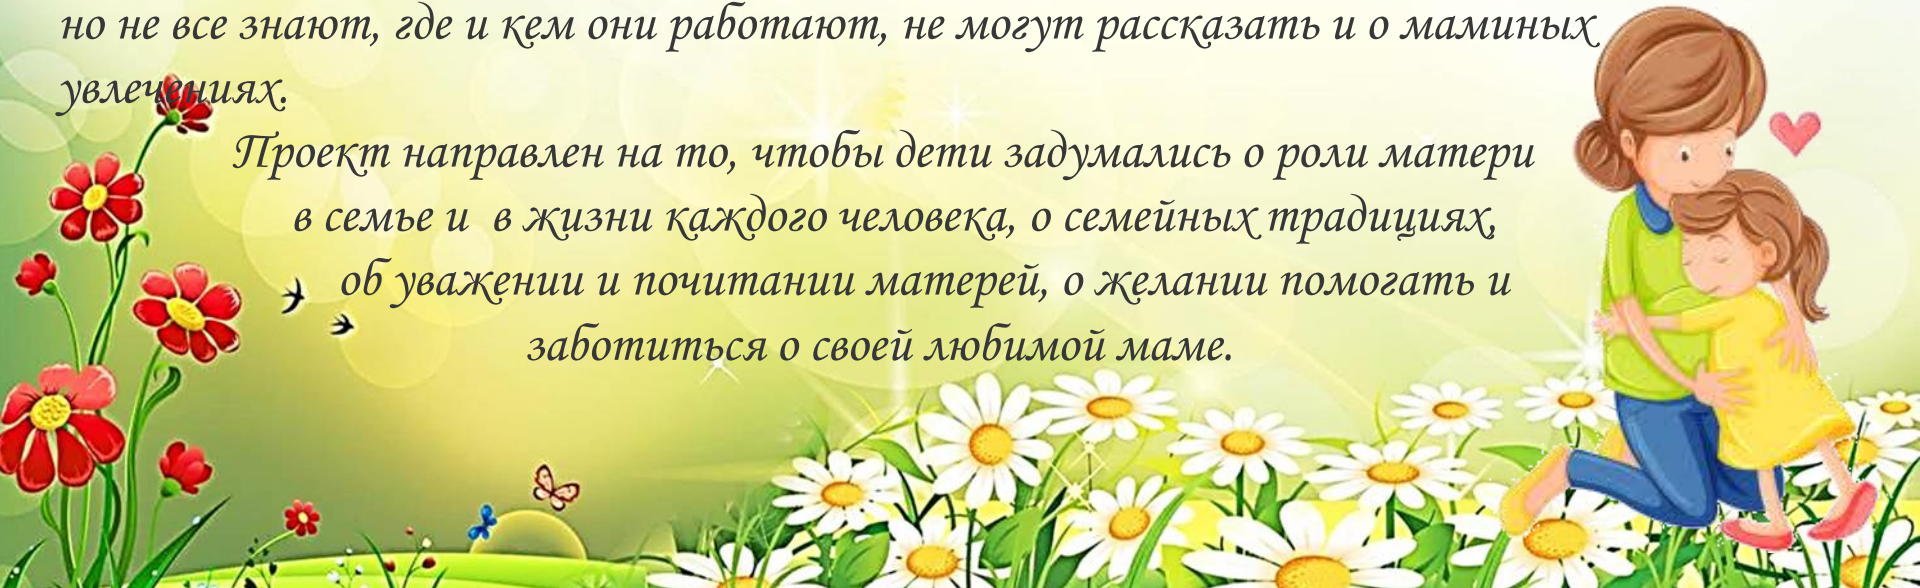 но не все знают, где и кем они работают, не могут рассказать и о маминых
увлечениях.
Проект направлен на то, чтобы дети задумались о роли матери
в семье и в жизни каждого человека, о семейных традициях,
об уважении и почитании матерей, о желании помогать и
заботиться о своей любимой маме.